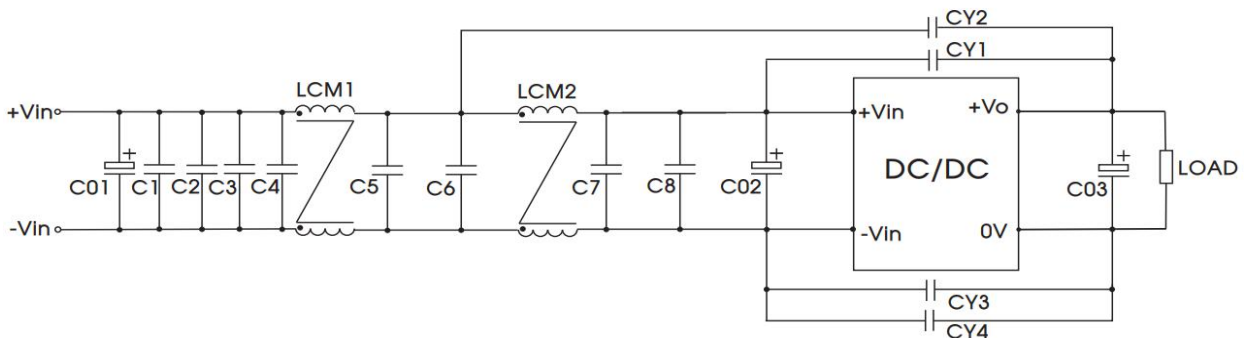 CY2
CY1
LCM1
LCM2
+Vin
+Vin
+Vo
+
C01
C1
C2
C3
C4
C5
C6
C7
C8
+
C02
DC/DC
+
C03
LOAD
-Vin
-Vin
0V
CY3
CY4